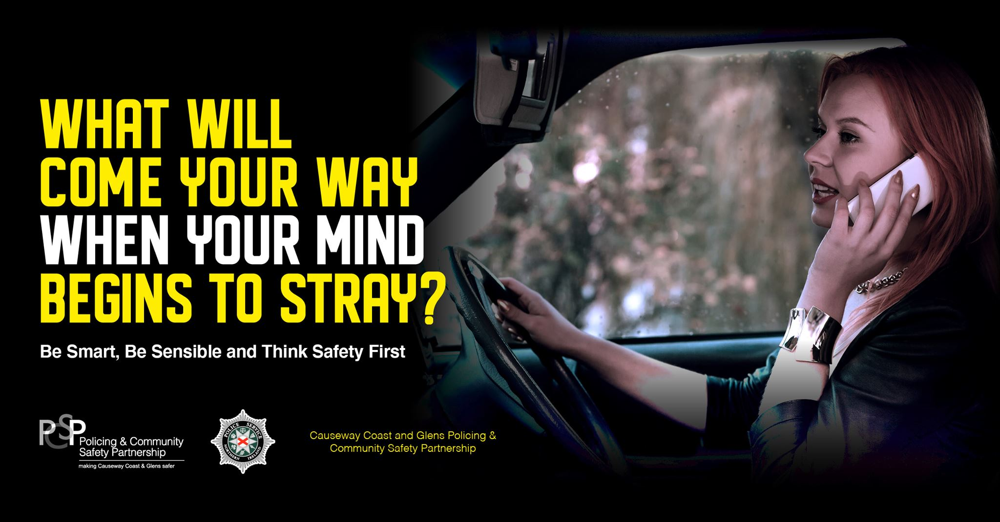 WHAT WILL
COME YOUR WAY
WHEN YOUR MIND
BEGINS TO STRAY?
Be Smart, Be Sensible and Think Safety First
PCSP
Policing & Community
Safety Partnership
making Causeway Coast & Glens safer
POLICE SERVICE
NORTHERN IRELAND
Causeway Coast and Glens Policing &
Community Safety Partnership